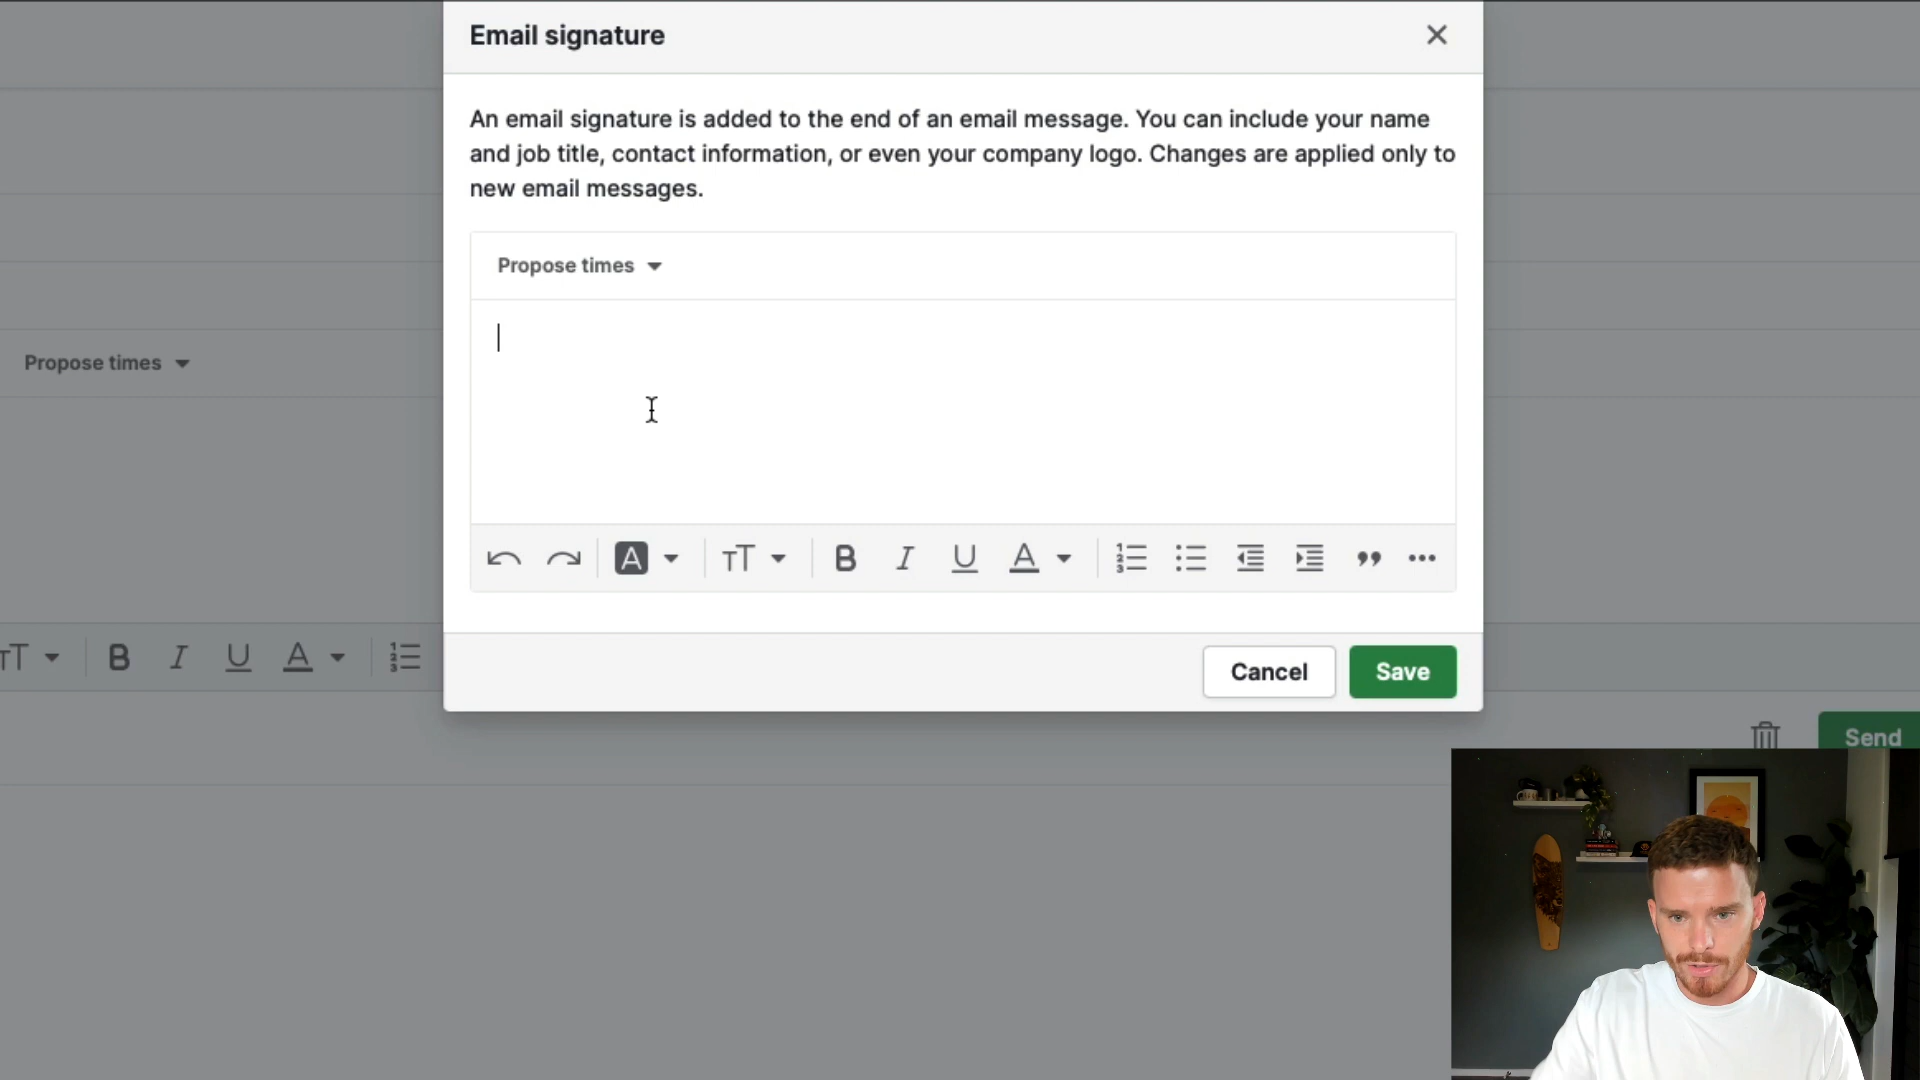 Email signature
An email signature is added to the end of an email message. You can include your name
and job title, contact information, or even your company logo. Changes are applied only to
new email messages.
Propose times
Propose times
Cancel
Save
Send